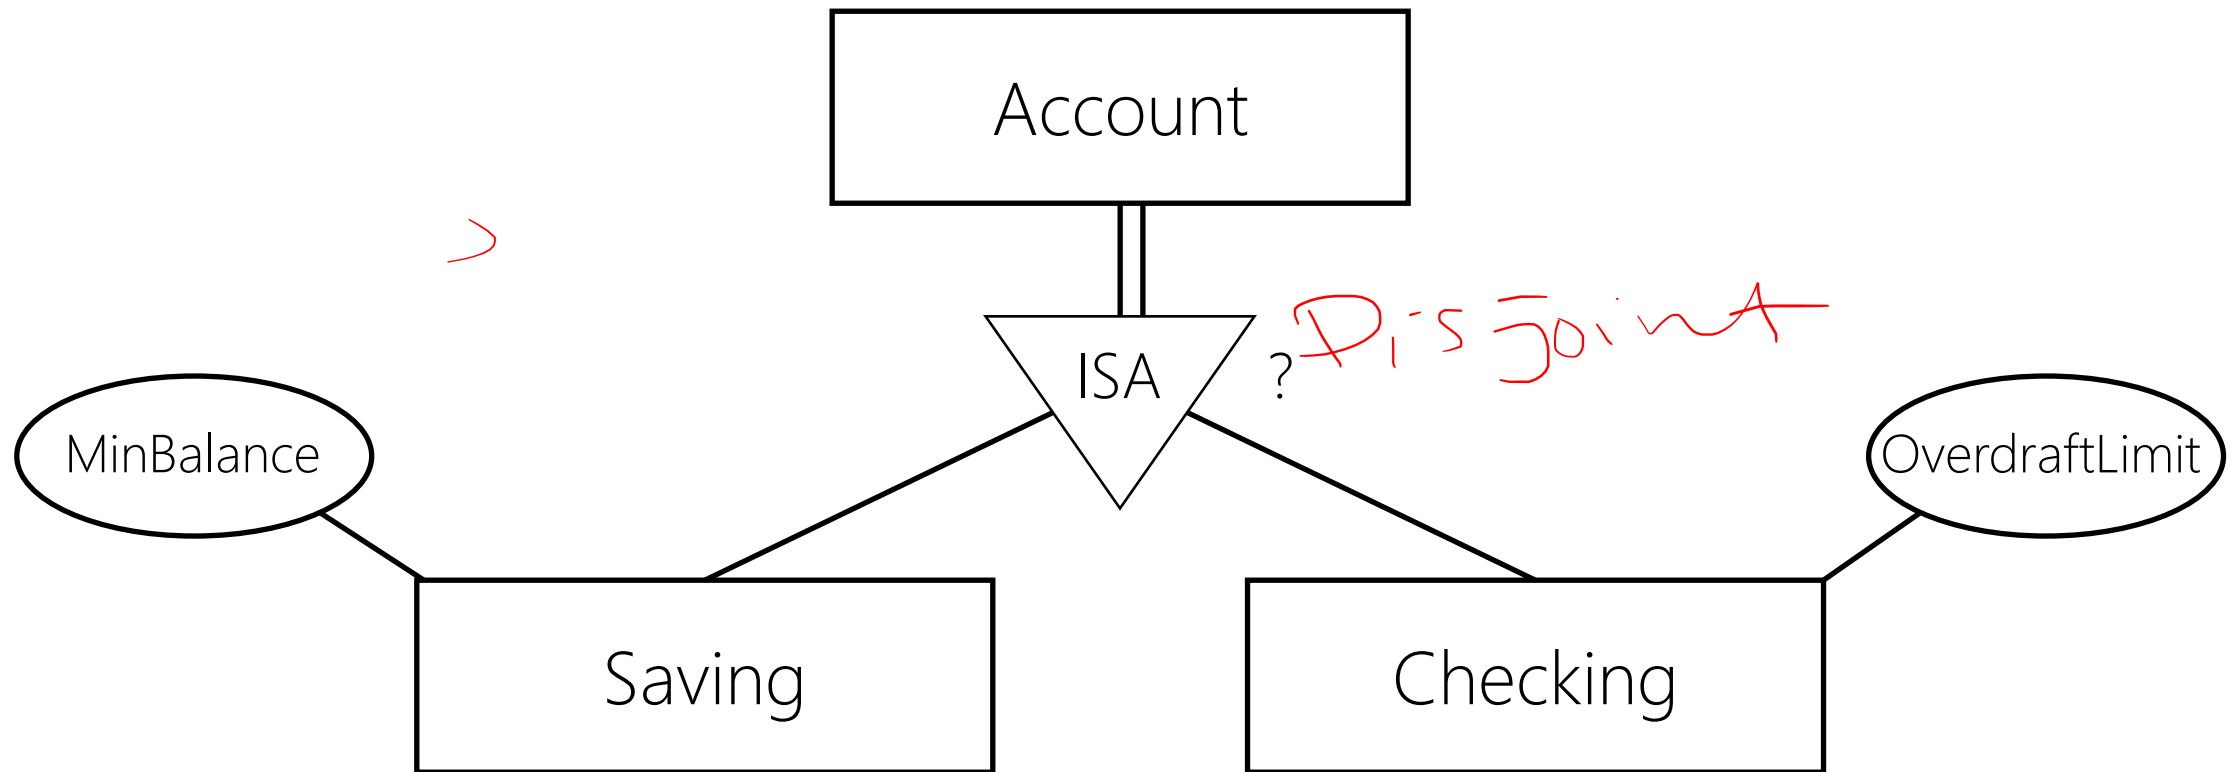 Account
ISA ? Disjoint
MinBalance
OverdraftLimit
Saving
Checking